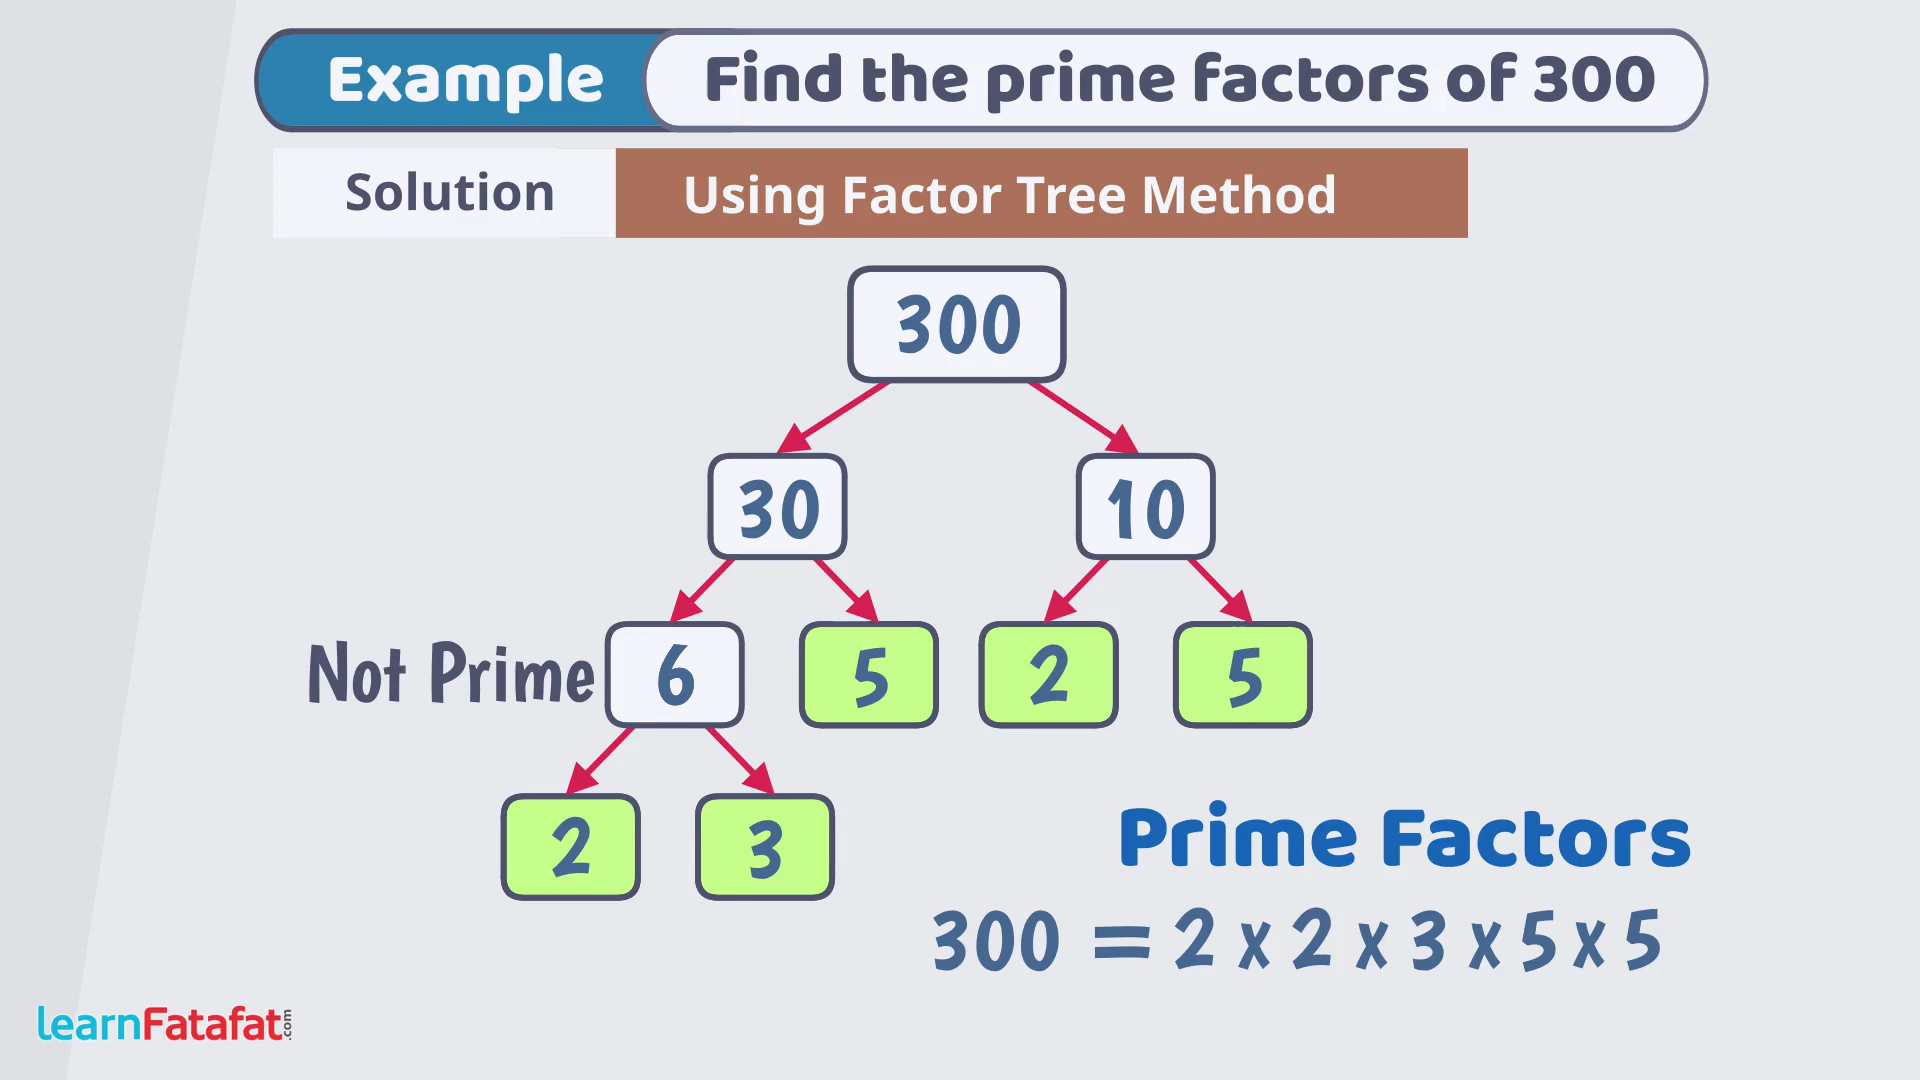 Example Find the prime factors of 300
Solution Using Factor Tree Method
300
30 10
Not Prime 6 5 2 5
2 3
Prime Factors
300 = 2 x 2 x 3 x 5 x 5
learnFatafat.com